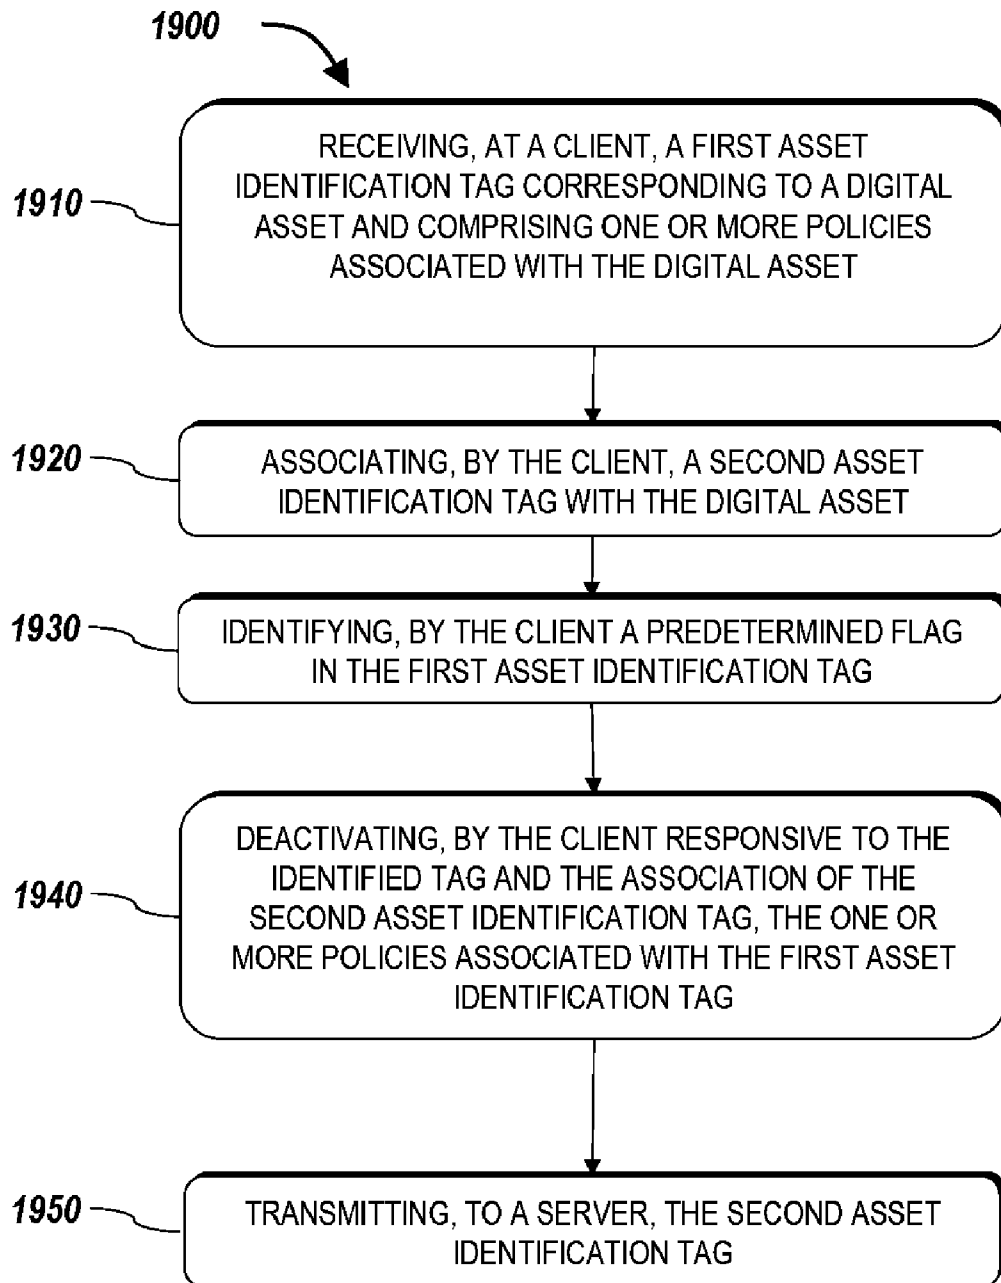 1900
1910
RECEIVING, AT A CLIENT, A FIRST ASSET
IDENTIFICATION TAG CORRESPONDING TO A DIGITAL
ASSET AND COMPRISING ONE OR MORE POLICIES
ASSOCIATED WITH THE DIGITAL ASSET
1920
ASSOCIATING, BY THE CLIENT, A SECOND ASSET
IDENTIFICATION TAG WITH THE DIGITAL ASSET
1930
IDENTIFYING, BY THE CLIENT A PREDETERMINED FLAG
IN THE FIRST ASSET IDENTIFICATION TAG
1940
DEACTIVATING, BY THE CLIENT RESPONSIVE TO THE
IDENTIFIED TAG AND THE ASSOCIATION OF THE
SECOND ASSET IDENTIFICATION TAG, THE ONE OR
MORE POLICIES ASSOCIATED WITH THE FIRST ASSET
IDENTIFICATION TAG
1950
TRANSMITTING, TO A SERVER, THE SECOND ASSET
IDENTIFICATION TAG